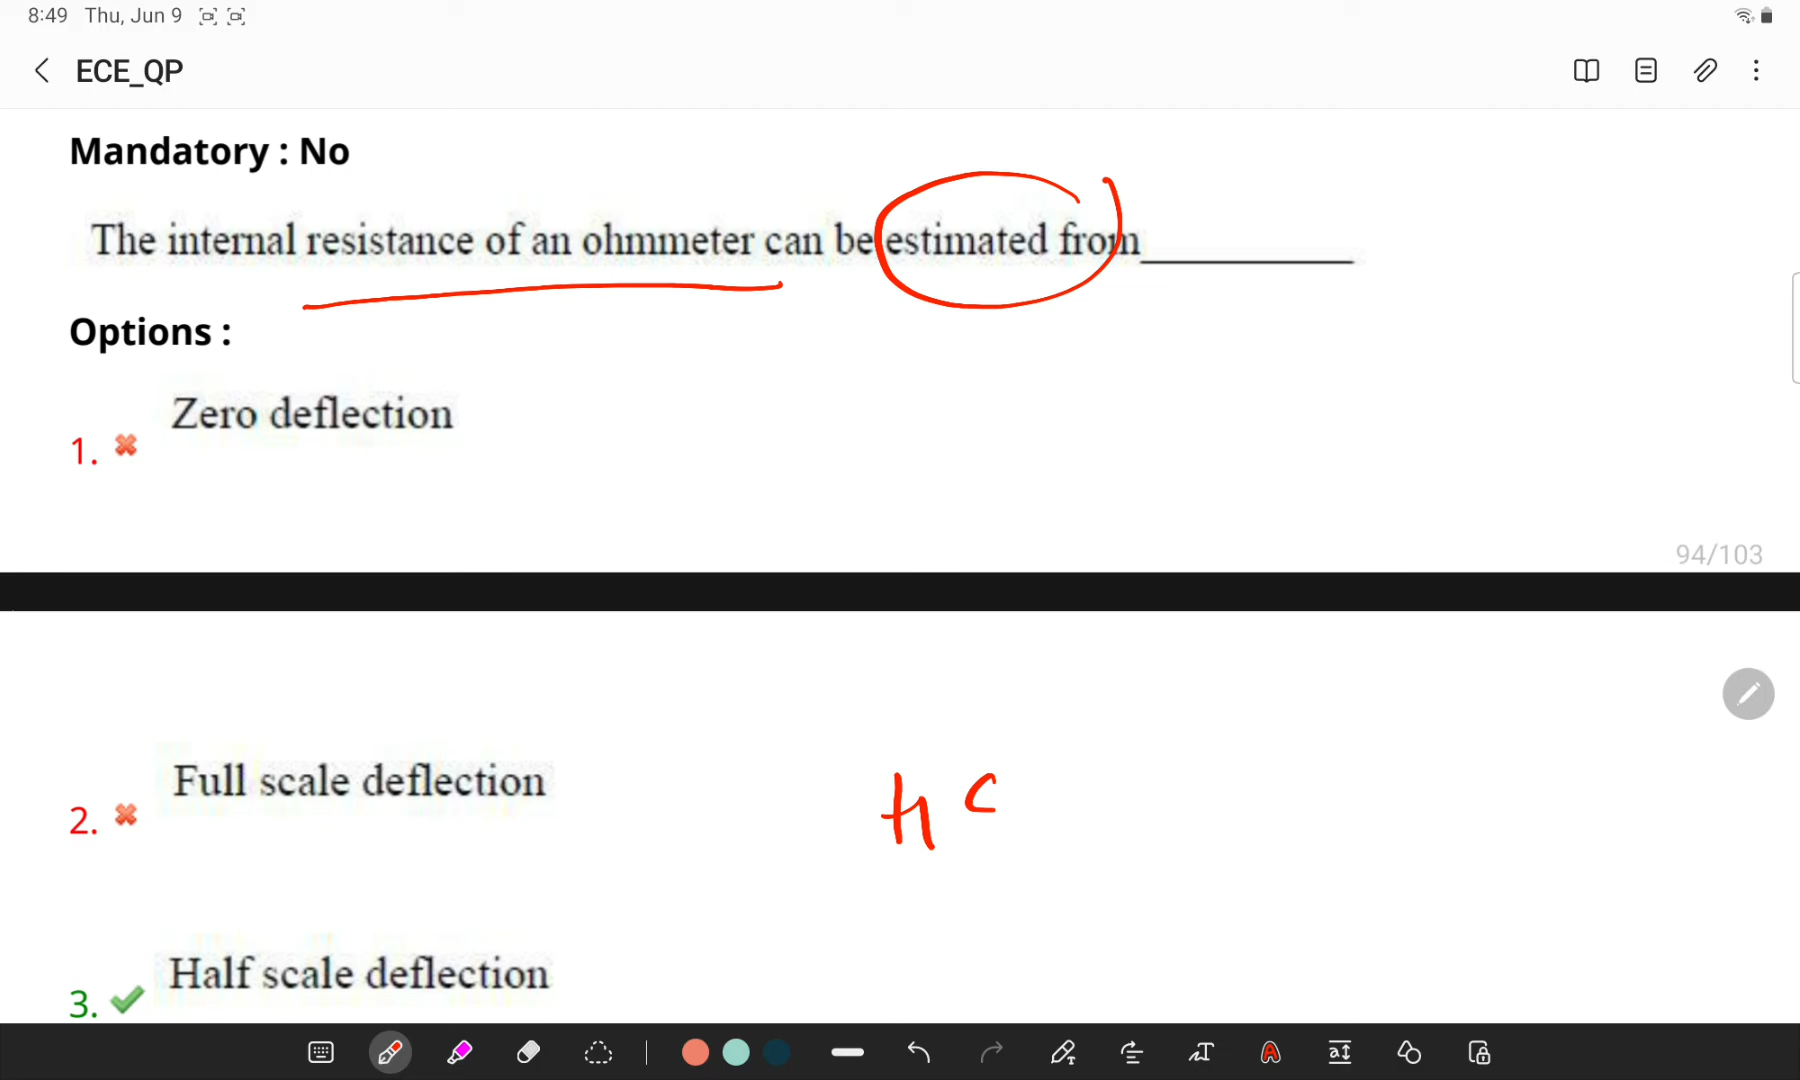 8:49 Thu, Jun 9
ECE_QP
Mandatory : No
The internal resistance of an ohmmeter can be estimated from__________
Options :
Zero deflection
1.
94/103
Full scale deflection
2.
Half scale deflection
3.